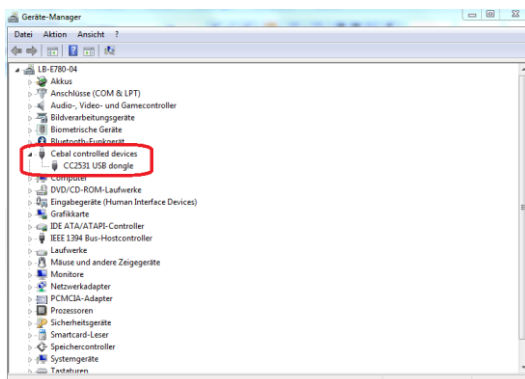 Geräte-Manager
Datei Aktion Ansicht ?
LB-E780-04
Akkus
Anschlüsse (COM & LPT)
Audio-, Video- und Gamecontroller
Bildverarbeitungsgeräte
Biometrische Geräte
Bluetooth-Funkgerät
Cebal controlled devices
CC2531 USB dongle
Computer
DVD/CD-ROM-Laufwerke
Eingabegeräte (Human Interface Devices)
Grafikkarte
IDE ATA/ATAPI-Controller
IEEE 1394 Bus-Hostcontroller
Laufwerke
Mäuse und andere Zeigegeräte
Monitore
Netzwerkadapter
PCMCIA-Adapter
Prozessoren
Sicherheitsgeräte
Smartcard-Leser
Speichercontroller
Systemgeräte
Tastaturen